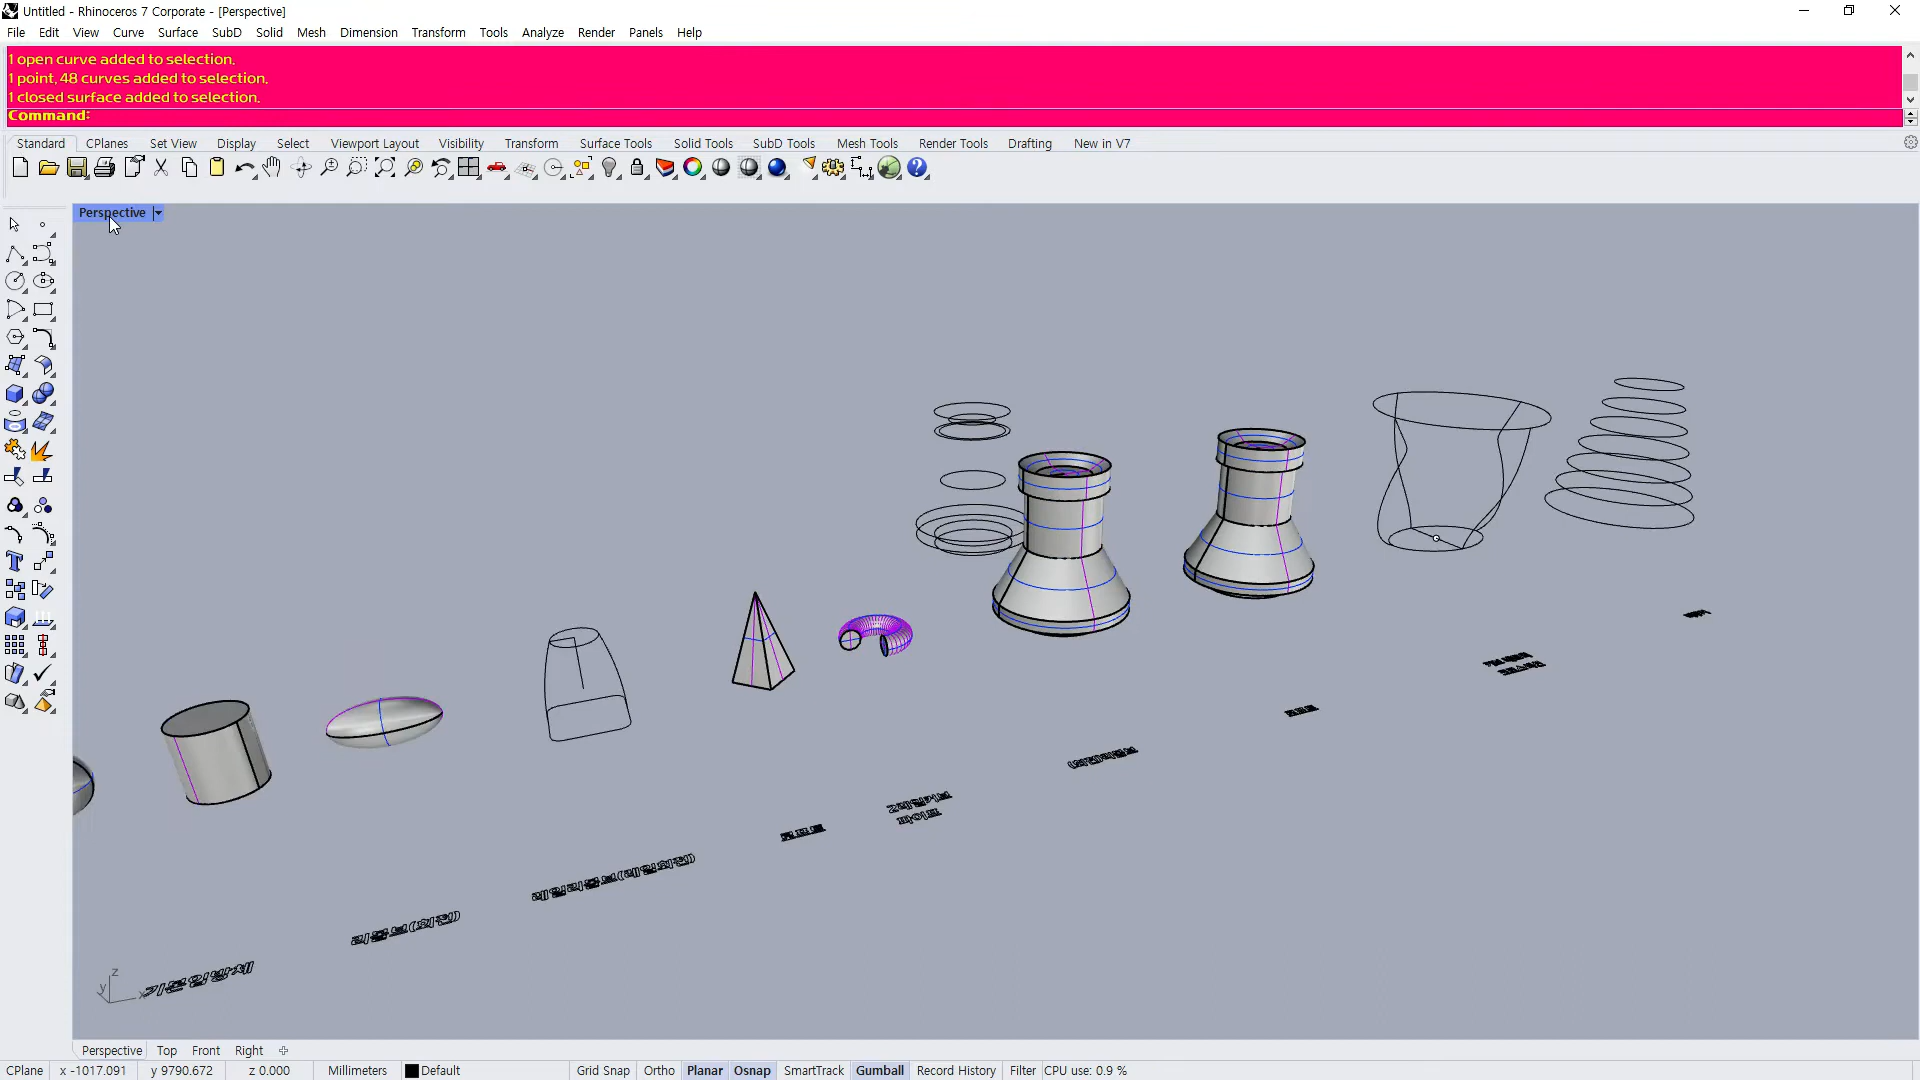 Untitled - Rhinoceros 7 Corporate - [Perspective]
File Edit View Curve Surface SubD Solid Mesh Dimension Transform Tools Analyze Render Panels Help
1 open curve added to selection.
1 point, 48 curves added to selection.
1 closed surface added to selection.
Command:
Standard CPlanes Set View Display Select Viewport Layout Visibility Transform Surface Tools Solid Tools SubD Tools Mesh Tools Render Tools Drafting New in V7
Perspective
z
y
x
Perspective Top Front Right
CPlane x -1017.091 y 9790.672 z 0.000 Millimeters Default Grid Snap Ortho Planar Osnap SmartTrack Gumball Record History Filter CPU use: 0.9 %